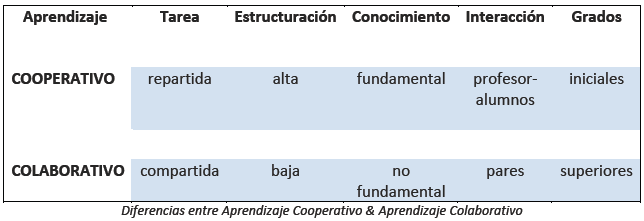 Aprendizaje Tarea Estructuración Conocimiento Interacción Grados
COOPERATIVO repartida alta fundamental profesor- iniciales
alumnos
COLABORATIVO compartida baja no pares superiores
fundamental
Diferencias entre Aprendizaje Cooperativo & Aprendizaje Colaborativo